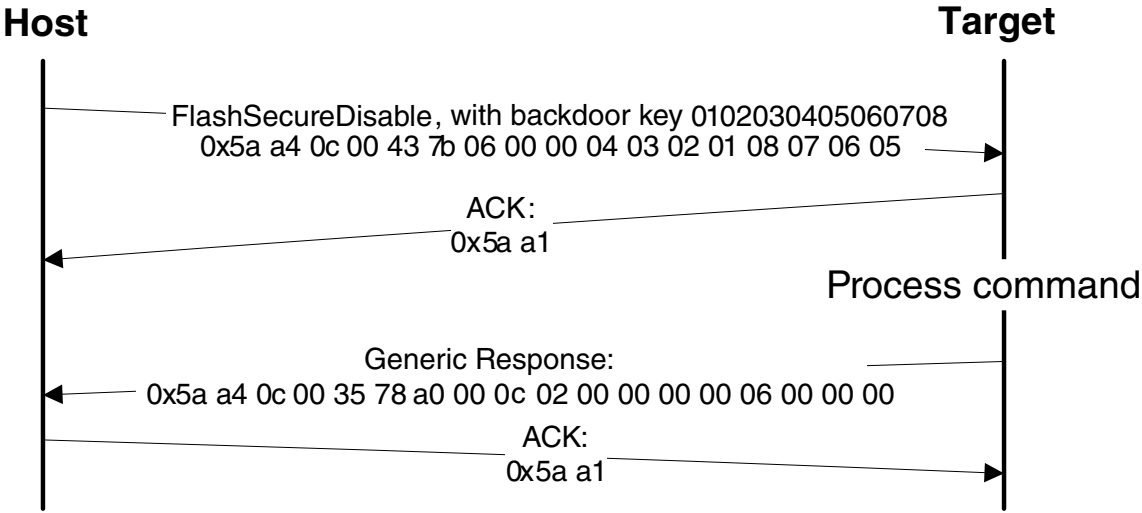 Host
Target
FlashSecureDisable, with backdoor key 0102030405060708
0x5a a4 0c 00 43 7b 06 00 00 04 03 02 01 08 07 06 05
ACK:
0x5a a1
Process command
Generic Response:
0x5a a4 0c 00 35 78 a0 00 0c 02 00 00 00 00 06 00 00 00
ACK:
0x5a a1